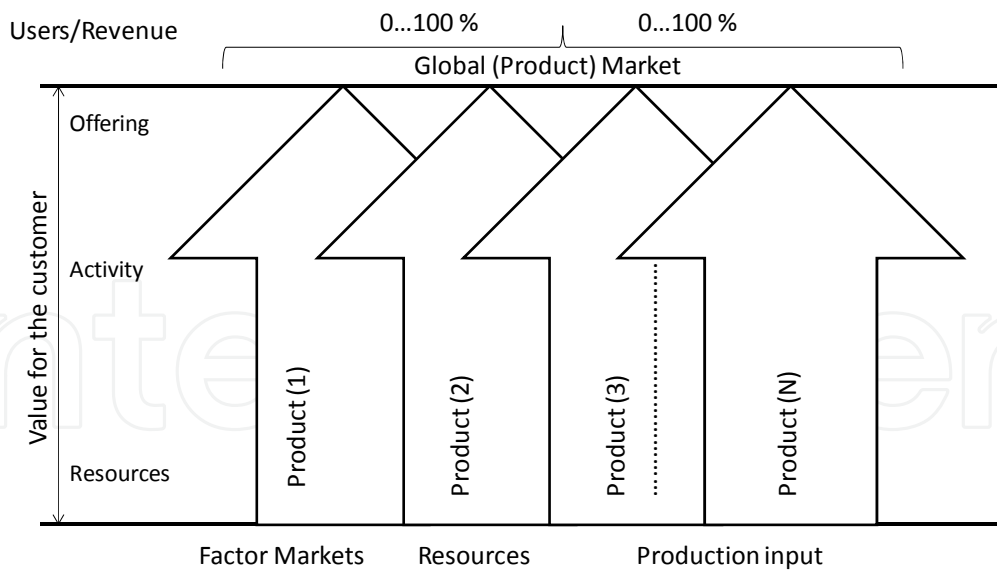 Users/Revenue
0...100 %
0...100 %
Global (Product) Market
Offering
Activity
Resources
Value for the customer
Product (1)
Product (2)
Product (3)
Product (N)
Factor Markets
Resources
Production input